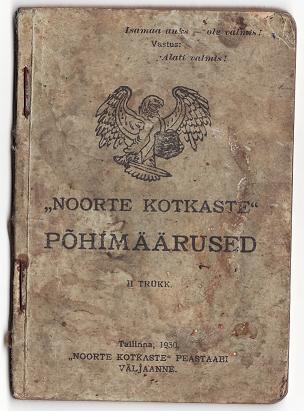 Isamaa auks — ole valmis!
Vastus:
Alati valmis!
„NOORTE KOTKASTE“
PÕHIMÄÄRUSED
II TRÜKK.
Tallinna, 1930.
„NOORTE KOTKASTE“ PEASTAABI
VÄLJAANNE.